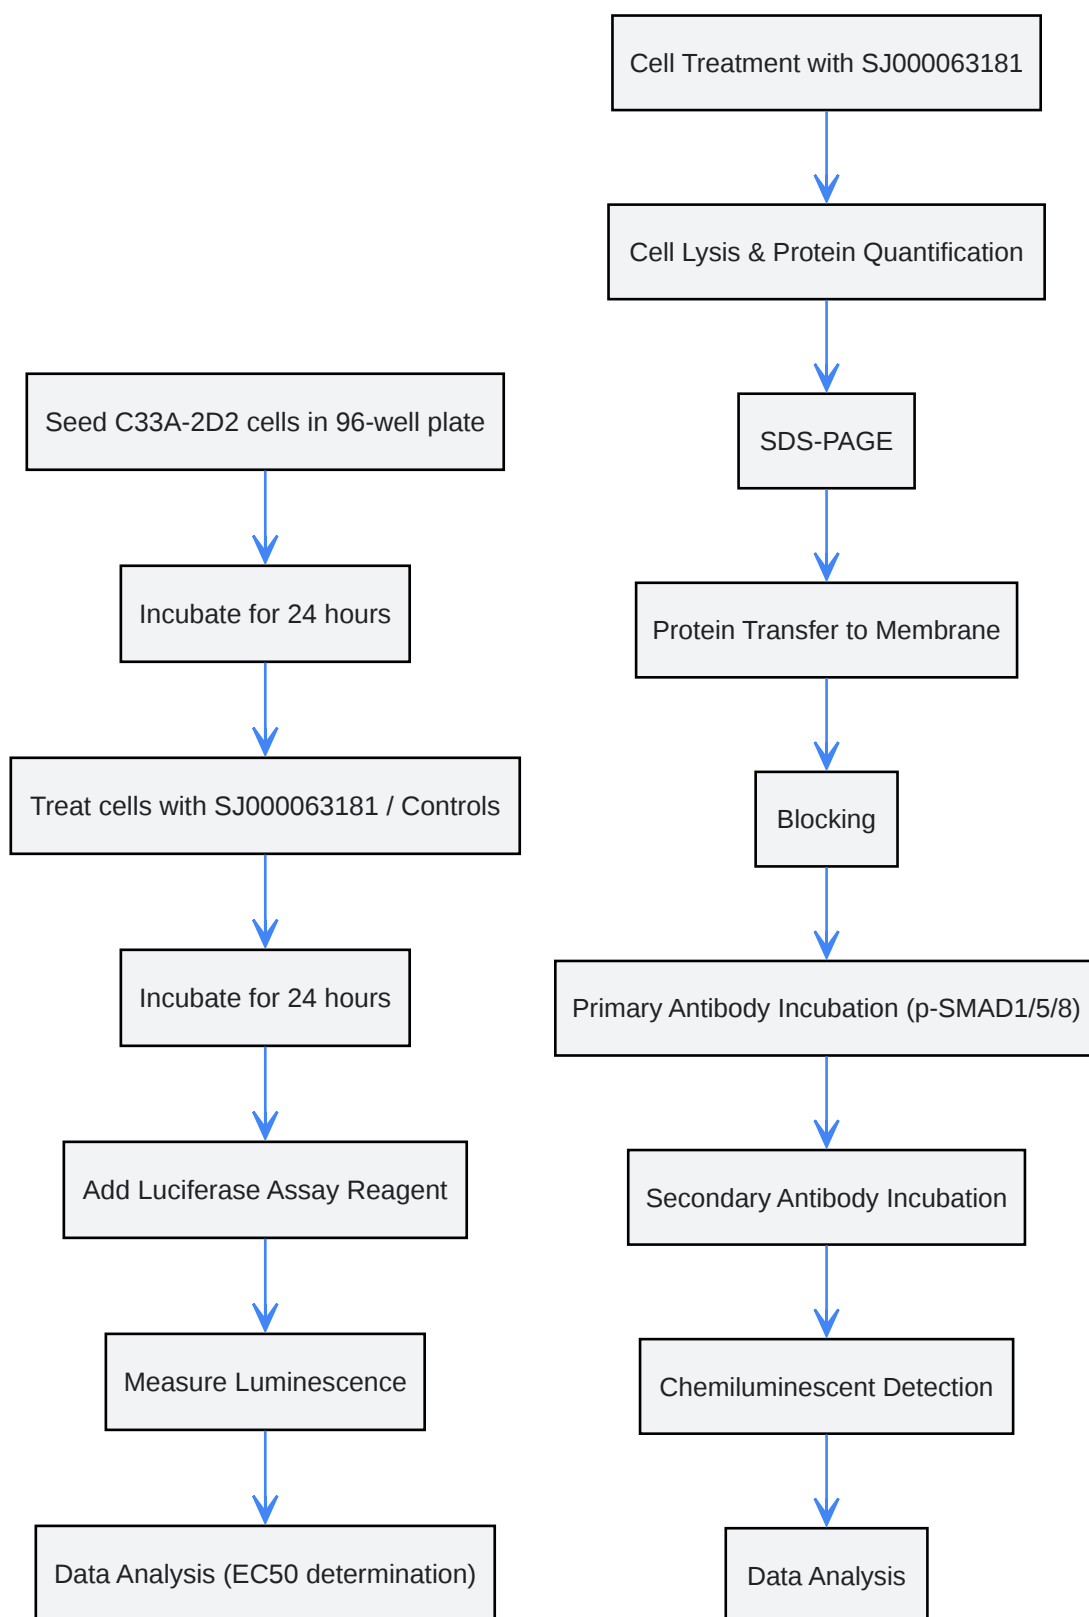 Seed C33A-2D2 cells in 96-well plate
Incubate for 24 hours
Treat cells with SJ000063181 / Controls
Incubate for 24 hours
Add Luciferase Assay Reagent
Measure Luminescence
Data Analysis (EC50 determination)
Cell Treatment with SJ000063181
Cell Lysis & Protein Quantification
SDS-PAGE
Protein Transfer to Membrane
Blocking
Primary Antibody Incubation (p-SMAD1/5/8)
Secondary Antibody Incubation
Chemiluminescent Detection
Data Analysis